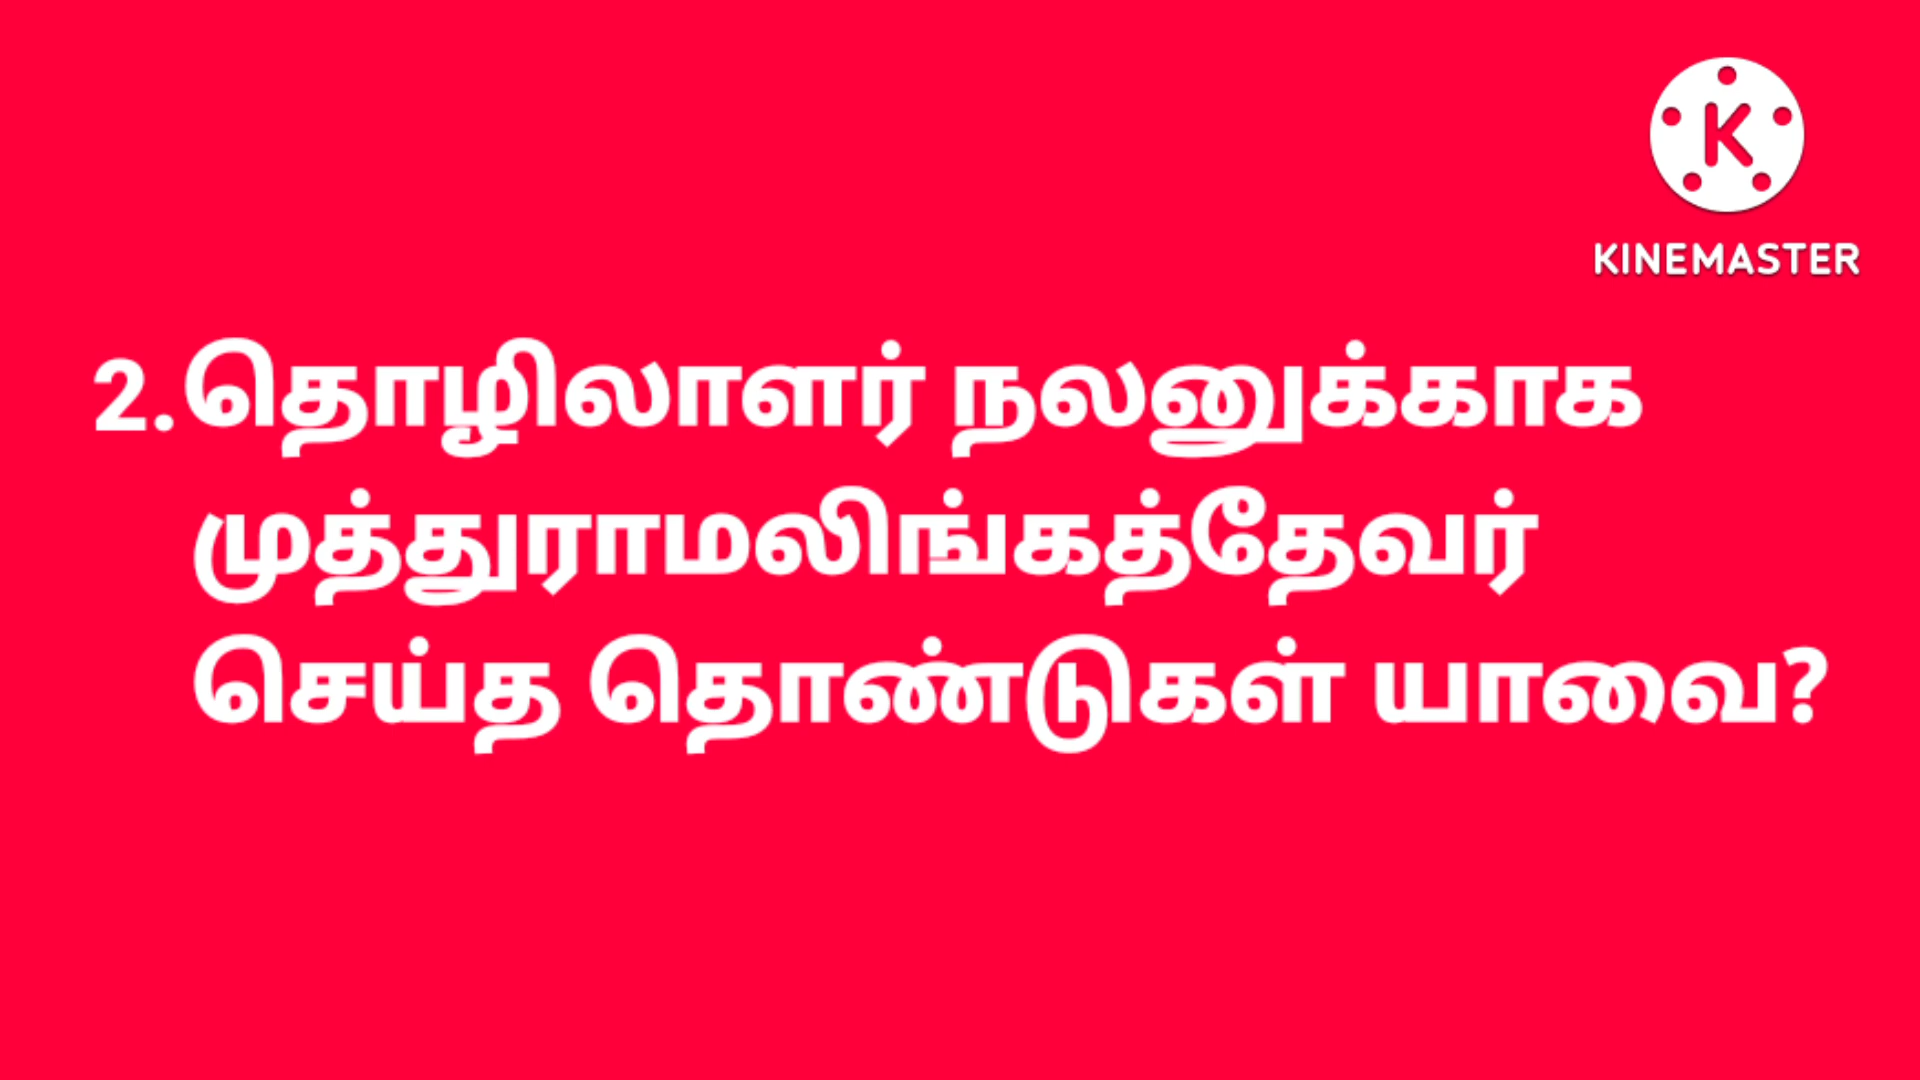 KINEMASTER
2.தொழிலாளர் நலனுக்காக
முத்துராமலிங்கத்தேவர்
செய்த தொண்டுகள் யாவை?